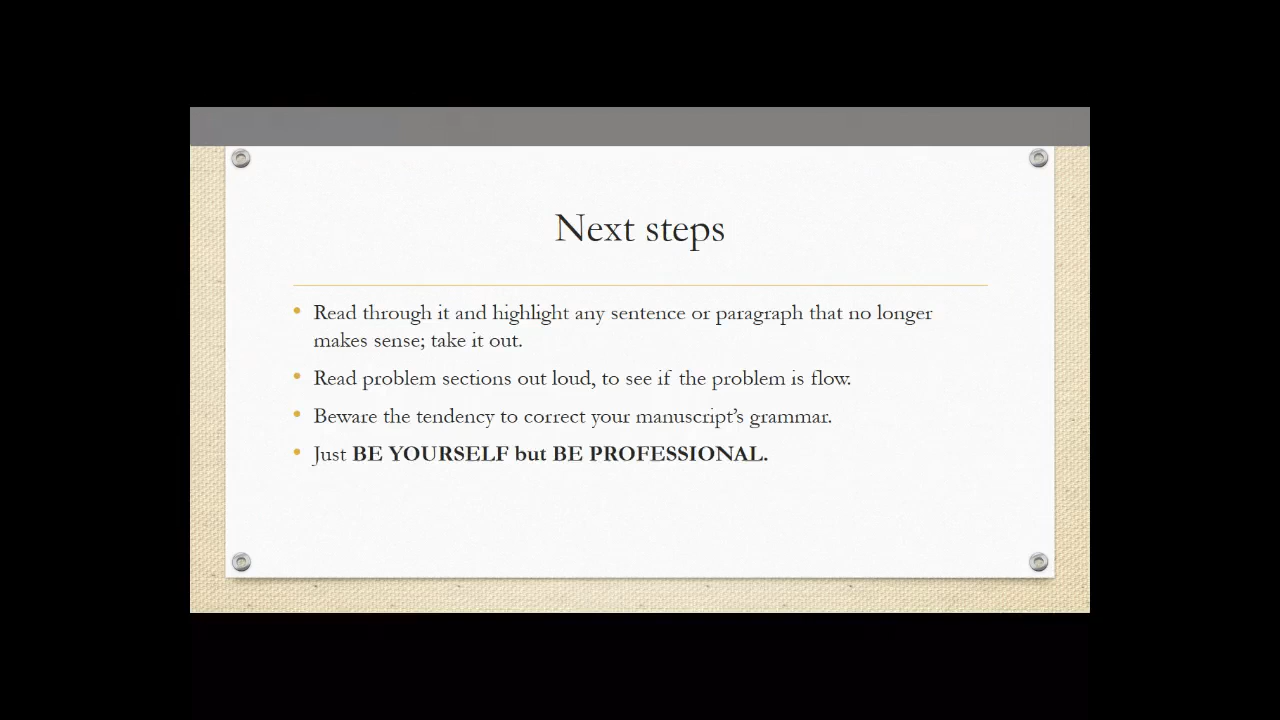 Next steps
• Read through it and highlight any sentence or paragraph that no longer
makes sense; take it out.
• Read problem sections out loud, to see if the problem is flow.
• Beware the tendency to correct your manuscript’s grammar.
• Just BE YOURSELF but BE PROFESSIONAL.